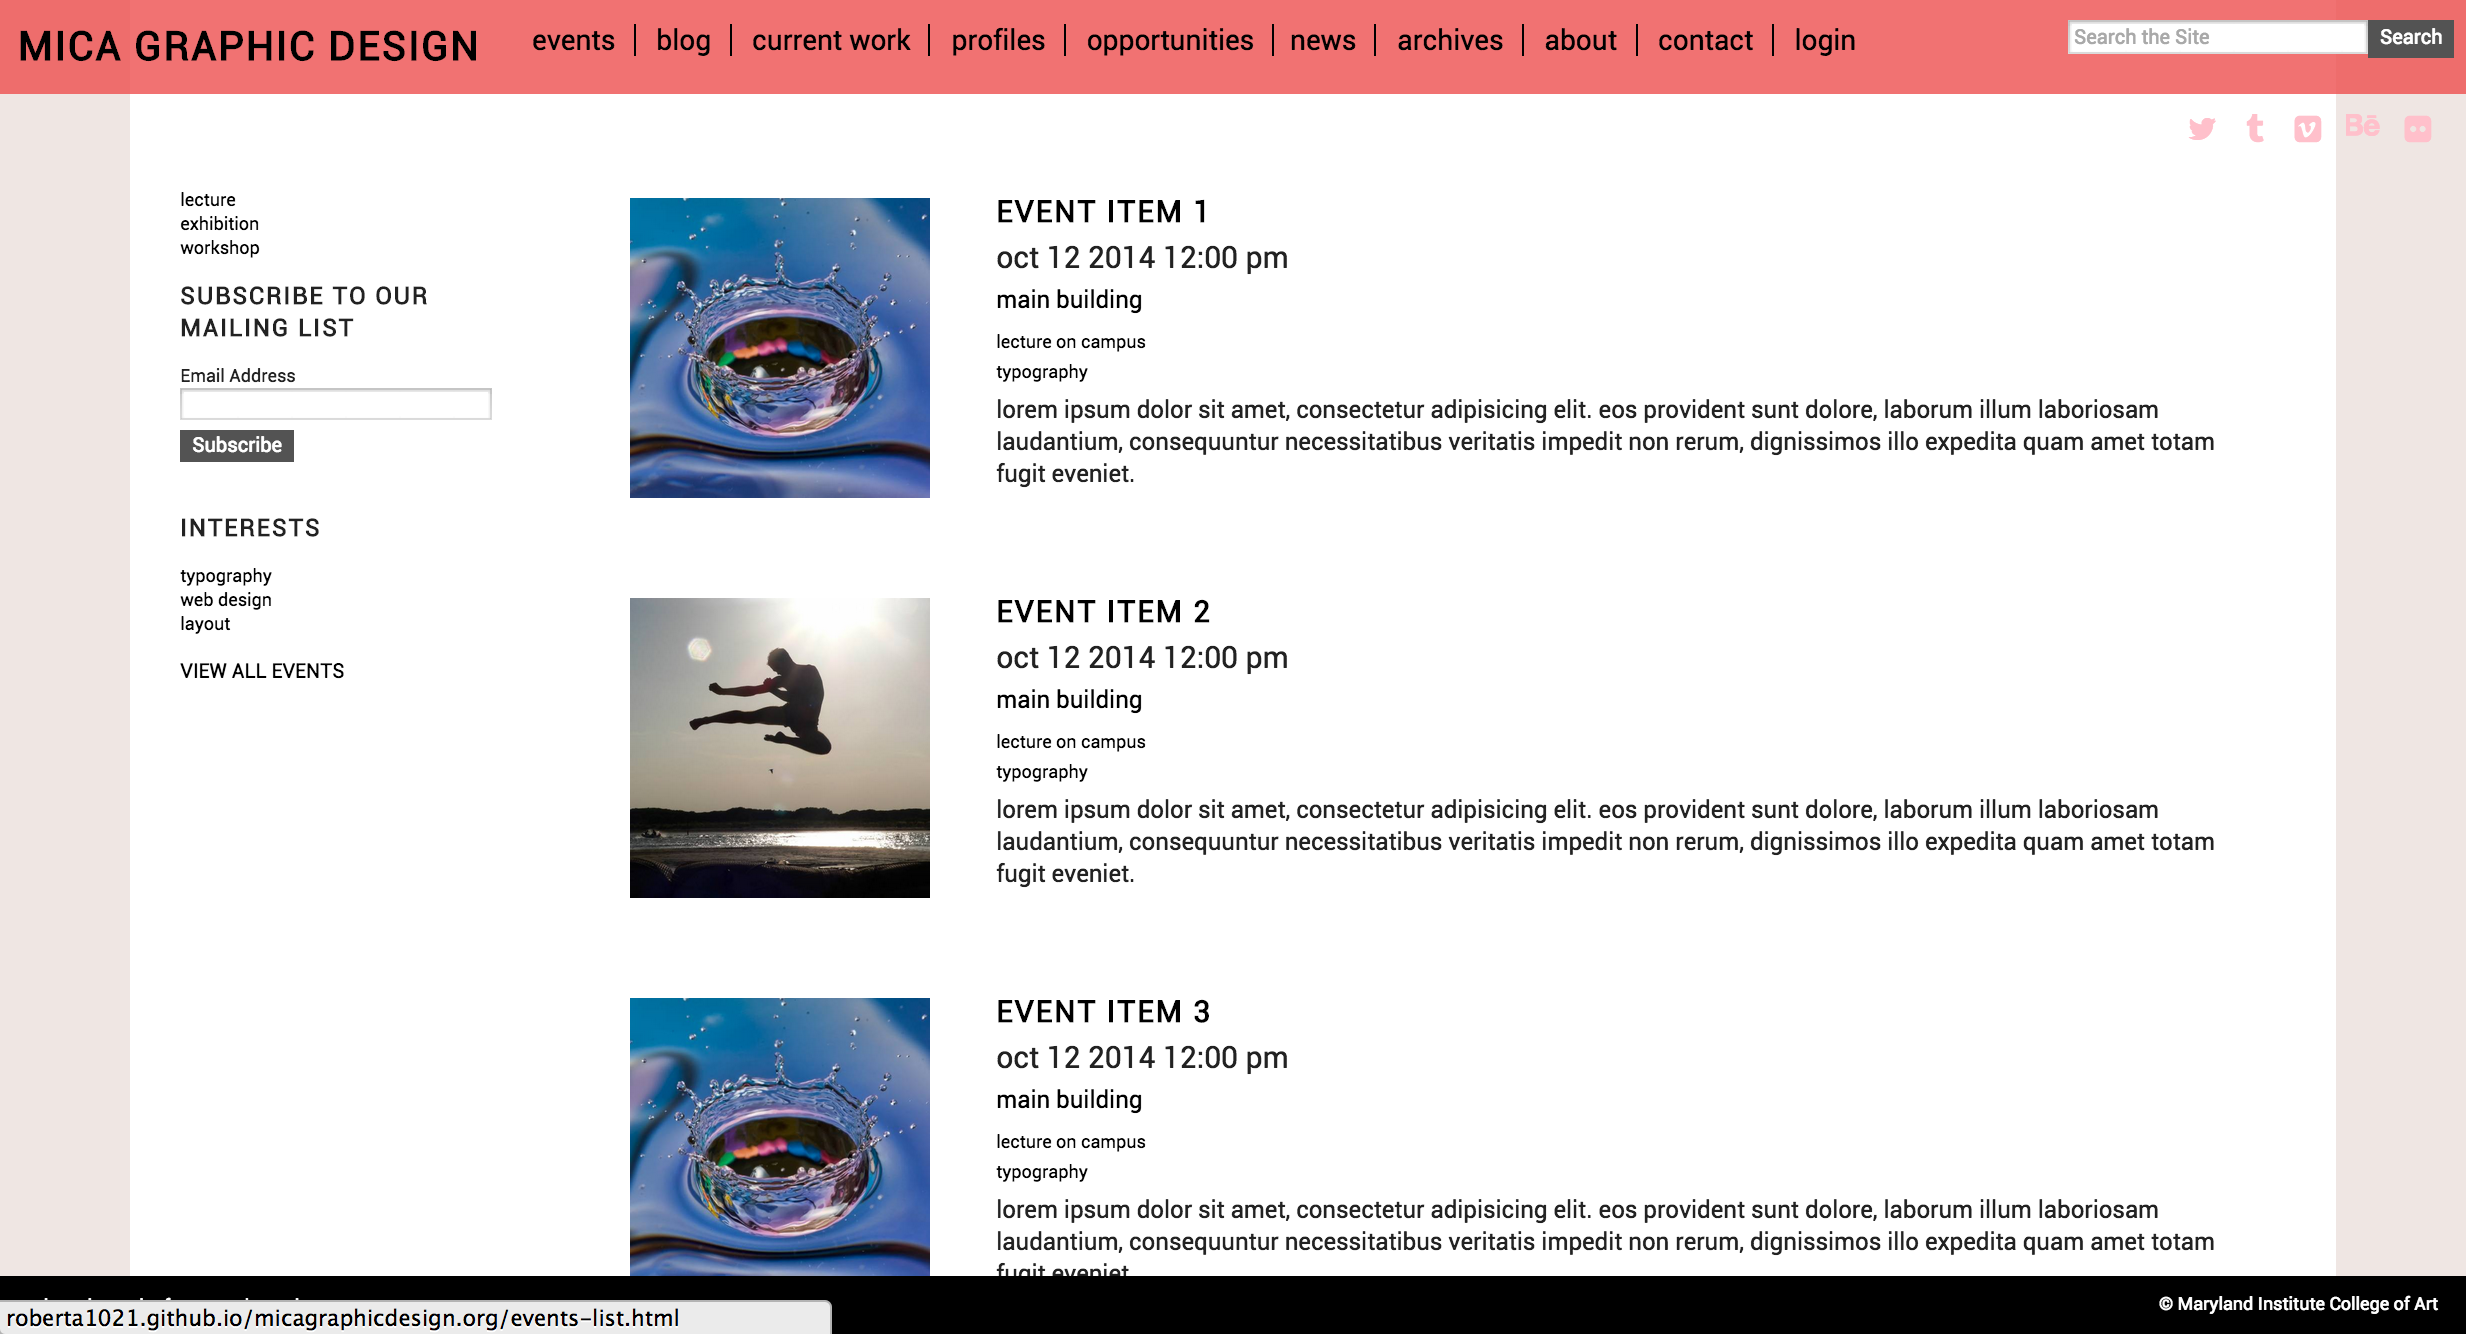 MICA GRAPHIC DESIGN
events
blog
current work
profiles
opportunities
news
archives
about
contact
login
Search the Site
Search
Bē
lecture
exhibition
workshop
SUBSCRIBE TO OUR
MAILING LIST
Email Address
Subscribe
INTERESTS
typography
web design
layout
VIEW ALL EVENTS
EVENT ITEM 1
oct 12 2014 12:00 pm
main building
lecture on campus
typography
lorem ipsum dolor sit amet, consectetur adipisicing elit. eos provident sunt dolore, laborum illum laboriosam
laudantium, consequuntur necessitatibus veritatis impedit non rerum, dignissimos illo expedita quam amet totam
fugit eveniet.
EVENT ITEM 2
oct 12 2014 12:00 pm
main building
lecture on campus
typography
lorem ipsum dolor sit amet, consectetur adipisicing elit. eos provident sunt dolore, laborum illum laboriosam
laudantium, consequuntur necessitatibus veritatis impedit non rerum, dignissimos illo expedita quam amet totam
fugit eveniet.
EVENT ITEM 3
oct 12 2014 12:00 pm
main building
lecture on campus
typography
lorem ipsum dolor sit amet, consectetur adipisicing elit. eos provident sunt dolore, laborum illum laboriosam
laudantium, consequuntur necessitatibus veritatis impedit non rerum, dignissimos illo expedita quam amet totam
fugit eveniet.
roberta1021.github.io/micagraphicdesign.org/events-list.html
© Maryland Institute College of Art